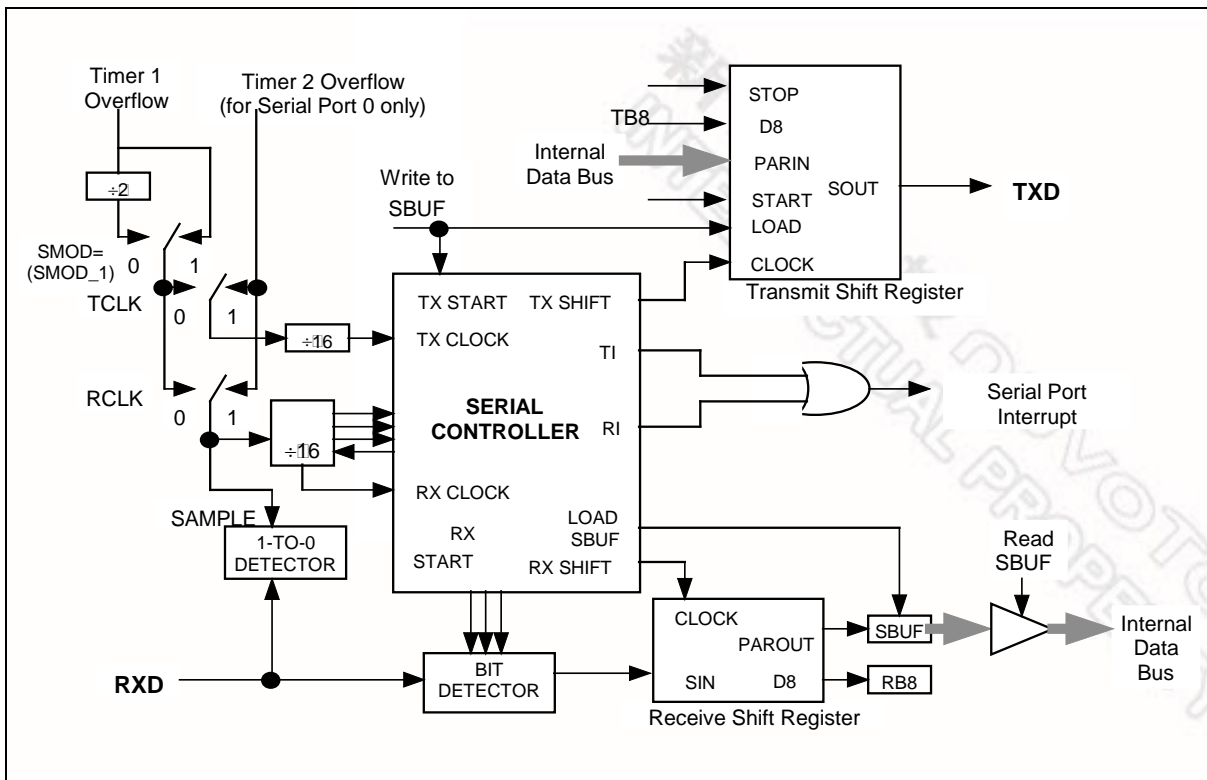 Timer 1
Overflow
Timer 2 Overflow
(for Serial Port 0 only)
÷2
SMOD=
(SMOD_1)
0
1
TCLK
0
1
÷16
RCLK
0
1
÷16
SAMPLE
1-TO-0
DETECTOR
RXD
BIT
DETECTOR
Write to
SBUF
TX START
TX SHIFT
TX CLOCK
TI
SERIAL
CONTROLLER
RI
RX CLOCK
LOAD
SBUF
RX
START
RX SHIFT
TB8
Internal
Data Bus
STOP
D8
PARIN
SOUT
START
LOAD
CLOCK
Transmit Shift Register
TXD
Serial Port
Interrupt
CLOCK
PAROUT
SIN
D8
Receive Shift Register
SBUF
RB8
Read
SBUF
Internal
Data
Bus